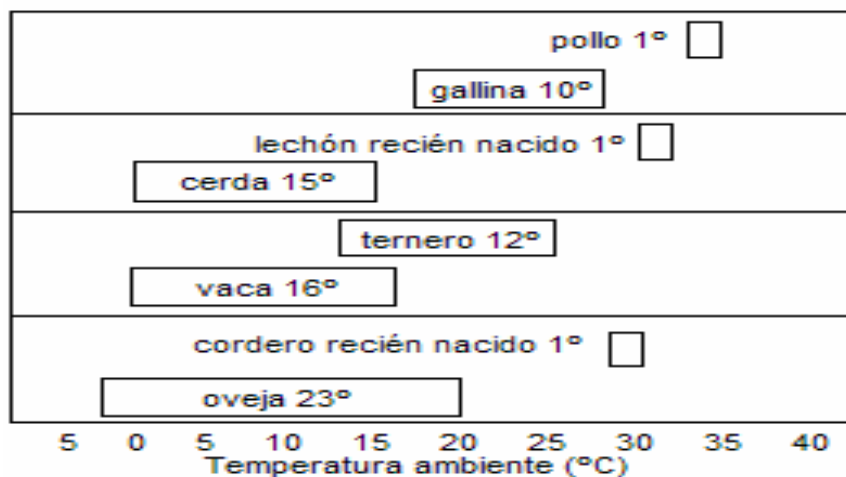 pollo 1º
gallina 10º
lechón recién nacido 1º
cerda 15º
ternero 12º
vaca 16º
cordero recién nacido 1º
oveja 23º
5 0 5 10 15 20 25 30 35 40
Temperatura ambiente (ºC)